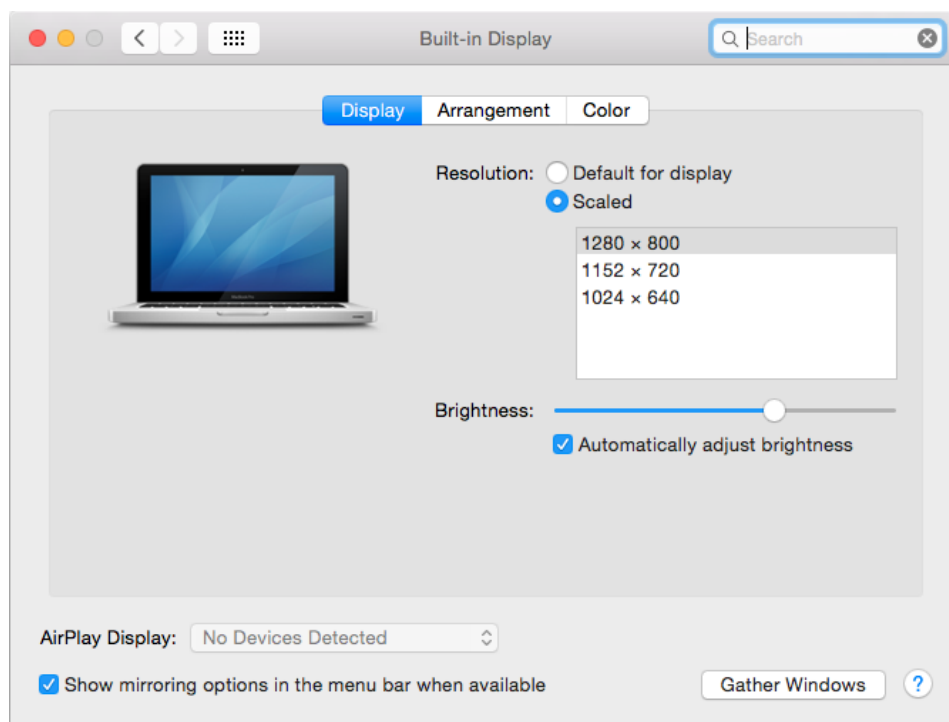 Built-in Display
Search
Display Arrangement Color
Resolution: Default for display
Scaled
1280 × 800
1152 × 720
1024 × 640
Brightness:
Automatically adjust brightness
AirPlay Display: No Devices Detected
Show mirroring options in the menu bar when available
Gather Windows ?